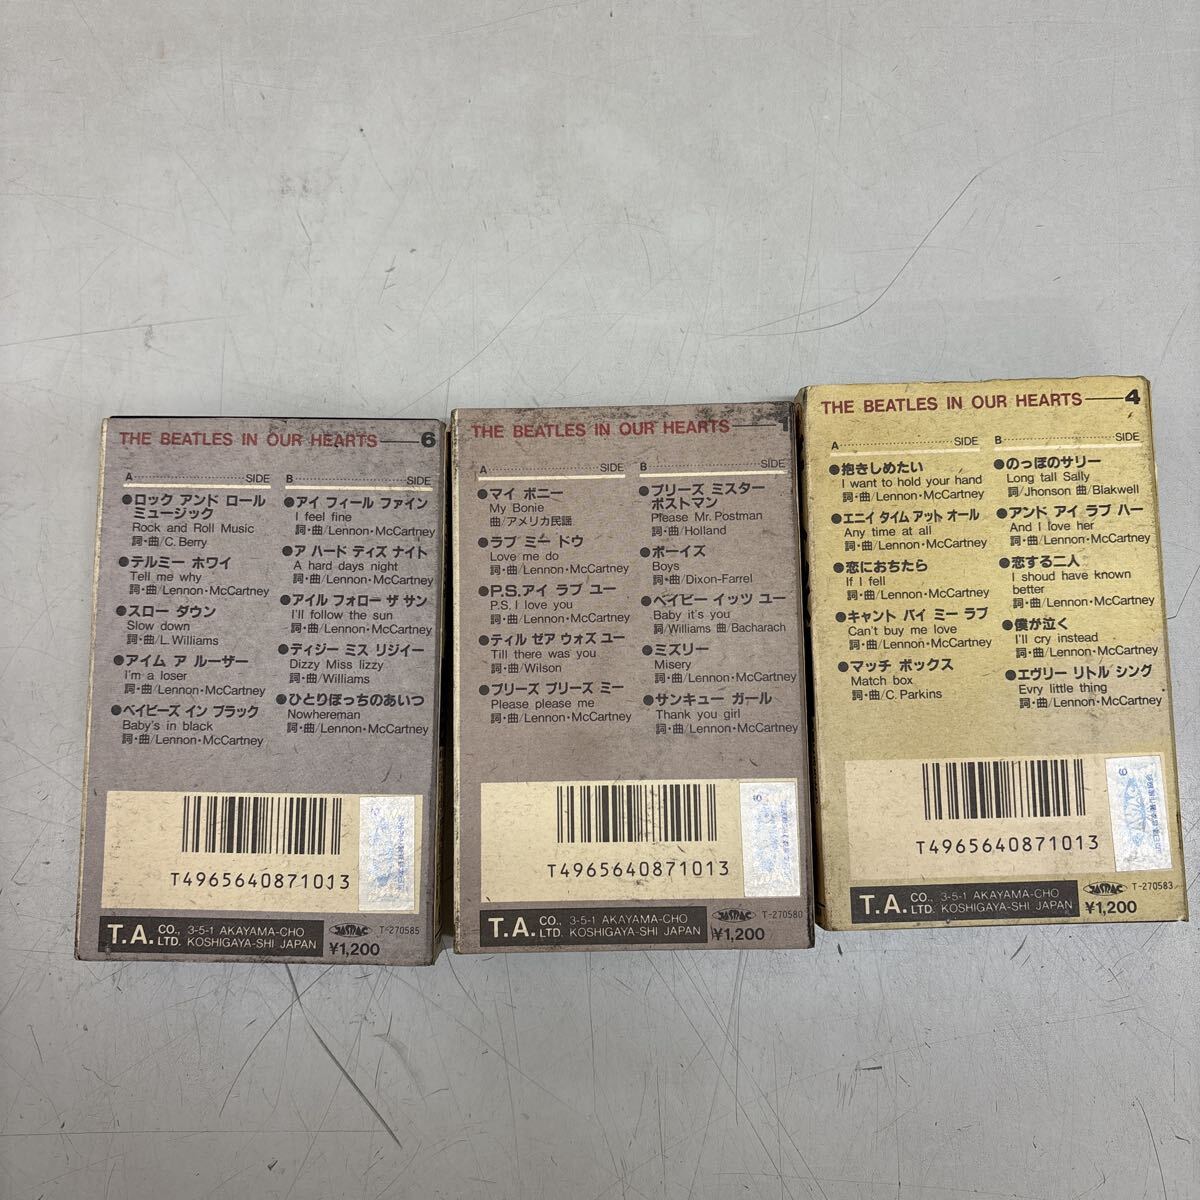 THE BEATLES IN OUR HEARTS 6
A SIDE
●ロック アンド ロール
ミュージック
Rock and Roll Music
詞・曲/C. Berry
●テルミー ホワイ
Tell me why
詞・曲/Lennon・McCartney
●スロー ダウン
Slow down
詞・曲/L. Williams
●アイム ア ルーザー
I'm a loser
詞・曲/Lennon・McCartney
●ベイビーズ イン ブラック
Baby's in black
詞・曲/Lennon・McCartney
B SIDE
●アイ フィール ファイン
I feel fine
詞・曲/Lennon・McCartney
●ア ハード デイズ ナイト
A hard days night
詞・曲/Lennon・McCartney
●アイル フォロー ザ サン
I'll follow the sun
詞・曲/Lennon・McCartney
●ディジー ミス リジイー
Dizzy Miss lizzy
詞・曲/Williams
●ひとりぼっちのあいつ
Nowhereman
詞・曲/Lennon・McCartney
T4965640871013
T.A. CO., LTD. 3-5-1 AKAYAMA-CHO
KOSHIGAYA-SHI JAPAN
JASRAC T-270585
¥1,200
THE BEATLES IN OUR HEARTS 1
A SIDE
●マイ ボニー
My Bonie
曲/アメリカ民謡
●ラブ ミー ドゥ
Love me do
詞・曲/Lennon・McCartney
●P.S.アイ ラブ ユー
P.S. I love you
詞・曲/Lennon・McCartney
●ティル ゼア ウォズ ユー
Till there was you
詞・曲/Wilson
●プリーズ プリーズ ミー
Please please me
詞・曲/Lennon・McCartney
B SIDE
●プリーズ ミスター
ポストマン
Please Mr. Postman
詞・曲/Holland
●ボーイズ
Boys
詞・曲/Dixon-Farrel
●ベイビー イッツ ユー
Baby it's you
詞/Williams 曲/Bacharach
●ミズリー
Misery
詞・曲/Lennon・McCartney
●サンキュー ガール
Thank you girl
詞・曲/Lennon・McCartney
T4965640871013
T.A. CO., LTD. 3-5-1 AKAYAMA-CHO
KOSHIGAYA-SHI JAPAN
JASRAC T-270580
¥1,200
THE BEATLES IN OUR HEARTS 4
A SIDE
●抱きしめたい
I want to hold your hand
詞・曲/Lennon・McCartney
●エニイ タイム アット オール
Any time at all
詞・曲/Lennon・McCartney
●恋におちたら
If I fell
詞・曲/Lennon・McCartney
●キャント バイ ミー ラブ
Can't buy me love
詞・曲/Lennon・McCartney
●マッチ ボックス
Match box
詞・曲/C. Parkins
B SIDE
●のっぽのサリー
Long tall Sally
詞/Jhonson 曲/Blakwell
●アンド アイ ラブ ハー
And I love her
詞・曲/Lennon・McCartney
●恋する二人
I shoud have known
better
詞・曲/Lennon・McCartney
●僕が泣く
I'll cry instead
詞・曲/Lennon・McCartney
●エヴリー リトル シング
Evry little thing
詞・曲/Lennon・McCartney
T4965640871013
T.A. CO., LTD. 3-5-1 AKAYAMA-CHO
KOSHIGAYA-SHI JAPAN
JASRAC T-270583
¥1,200